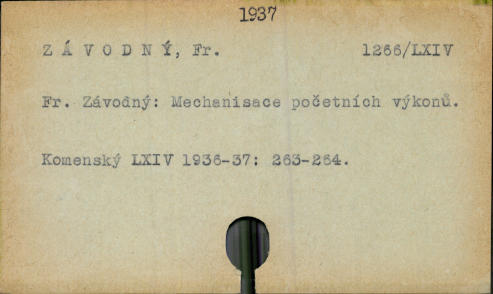 1937
Z Á V O D N Ý, Fr. 1266/LXIV
Fr. Závodný: Mechanisace početních výkonů.
Komenský LXIV 1936-37: 263-264.